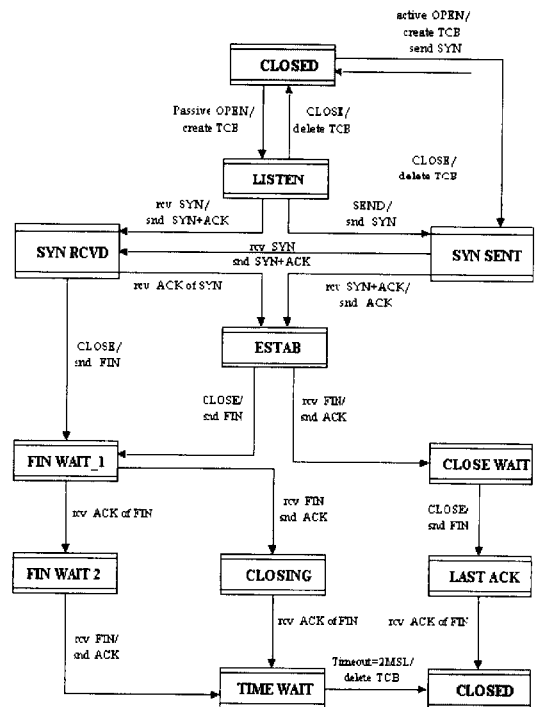 active OPEN/
create TCB
send SYN
CLOSED
Passive OPEN/
create TCB
CLOSE/
delete TCB
LISTEN
CLOSE/
delete TCB
rcv SYN/
snd SYN+ACK
SEND/
snd SYN
SYN RCVD
rcv SYN
snd SYN+ACK
SYN SENT
rcv ACK of SYN
rcv SYN+ACK/
snd ACK
ESTAB
CLOSE/
snd FIN
CLOSE/
snd FIN
rcv FIN/
snd ACK
FIN WAIT_1
CLOSE WAIT
rcv ACK of FIN
rcv FIN
snd ACK
CLOSE/
snd FIN
FIN WAIT 2
CLOSING
LAST ACK
rcv FIN/
snd ACK
rcv ACK of FIN
rcv ACK of FIN
TIME WAIT
Timeout=2MSL/
delete TCB
CLOSED